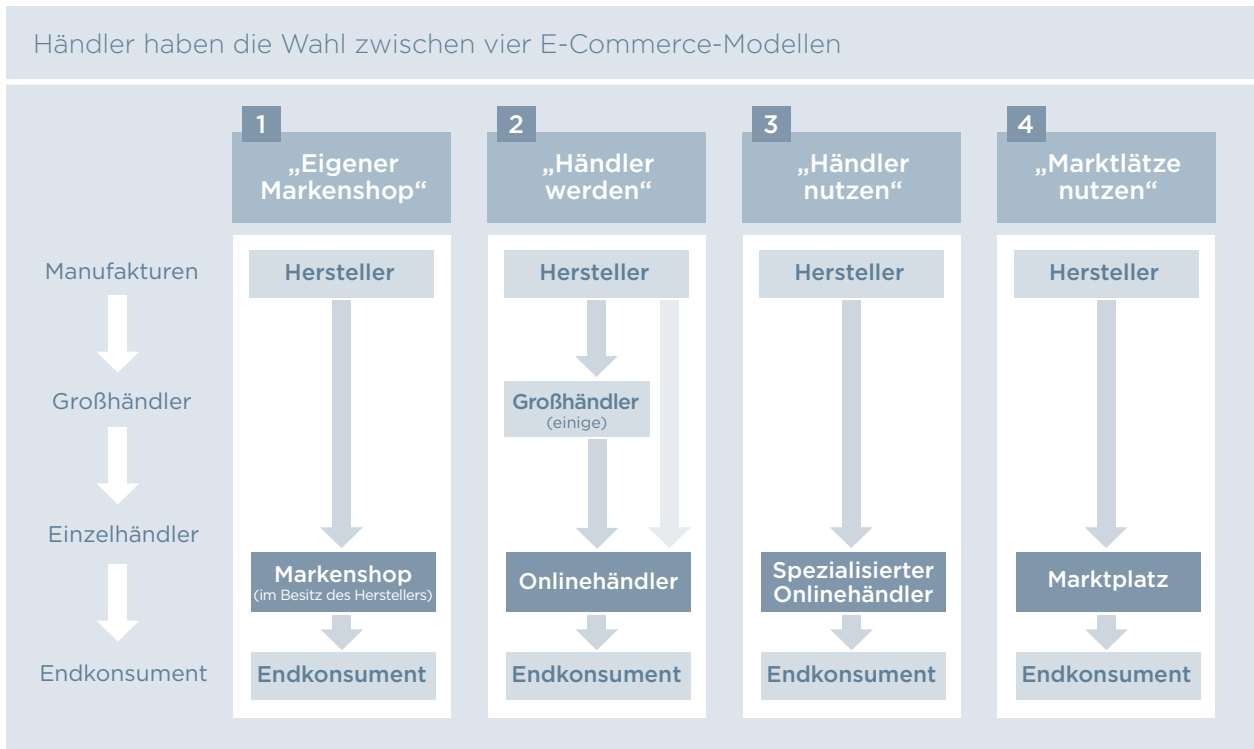 Händler haben die Wahl zwischen vier E-Commerce-Modellen
1
„Eigener
Markenshop“
2
„Händler
werden“
3
„Händler
nutzen“
4
„Marktlätze
nutzen“
Manufakturen
Großhändler
Einzelhändler
Endkonsument
Hersteller
Markenshop
(im Besitz des Herstellers)
Endkonsument
Hersteller
Großhändler
(einige)
Onlinehändler
Endkonsument
Hersteller
Spezialisierter
Onlinehändler
Endkonsument
Hersteller
Marktplatz
Endkonsument